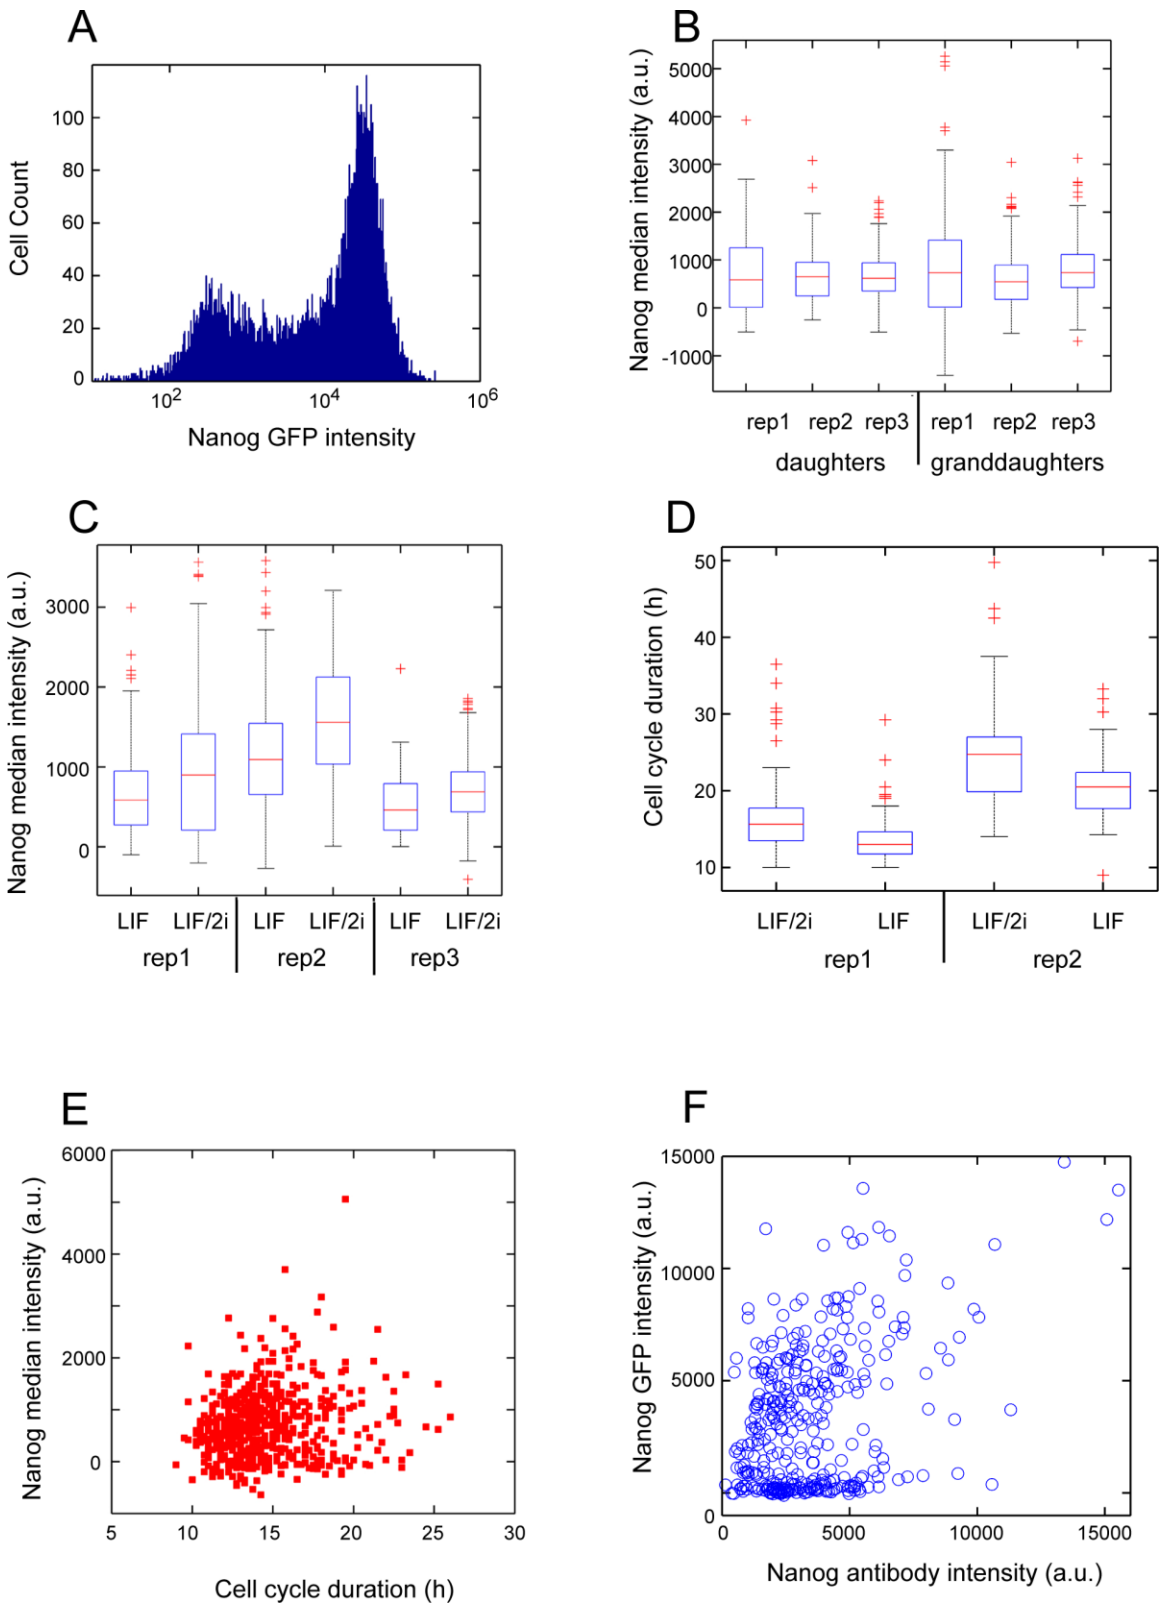 A
Cell Count
100
80
60
40
20
0
10^2 10^4 10^6
Nanog GFP intensity
B
Nanog median intensity (a.u.)
5000
4000
3000
2000
1000
0
-1000
rep1 rep2 rep3 rep1 rep2 rep3
daughters granddaughters
C
Nanog median intensity (a.u.)
3000
2000
1000
0
LIF LIF/2i LIF LIF/2i LIF LIF/2i
rep1 rep2 rep3
D
Cell cycle duration (h)
50
40
30
20
10
LIF/2i LIF LIF/2i LIF
rep1 rep2
E
Nanog median intensity (a.u.)
6000
4000
2000
0
5 10 15 20 25 30
Cell cycle duration (h)
F
Nanog GFP intensity (a.u.)
15000
10000
5000
0
0 5000 10000 15000
Nanog antibody intensity (a.u.)